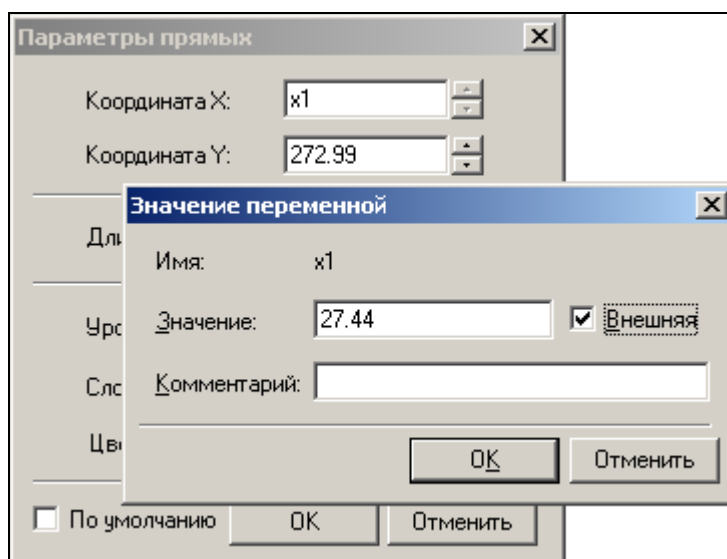 Параметры прямых
Координата X: x1
Координата Y: 272.99
Значение переменной
Имя: x1
Значение: 27.44 Внешняя
Комментарий:
OK Отменить
По умолчанию OK Отменить